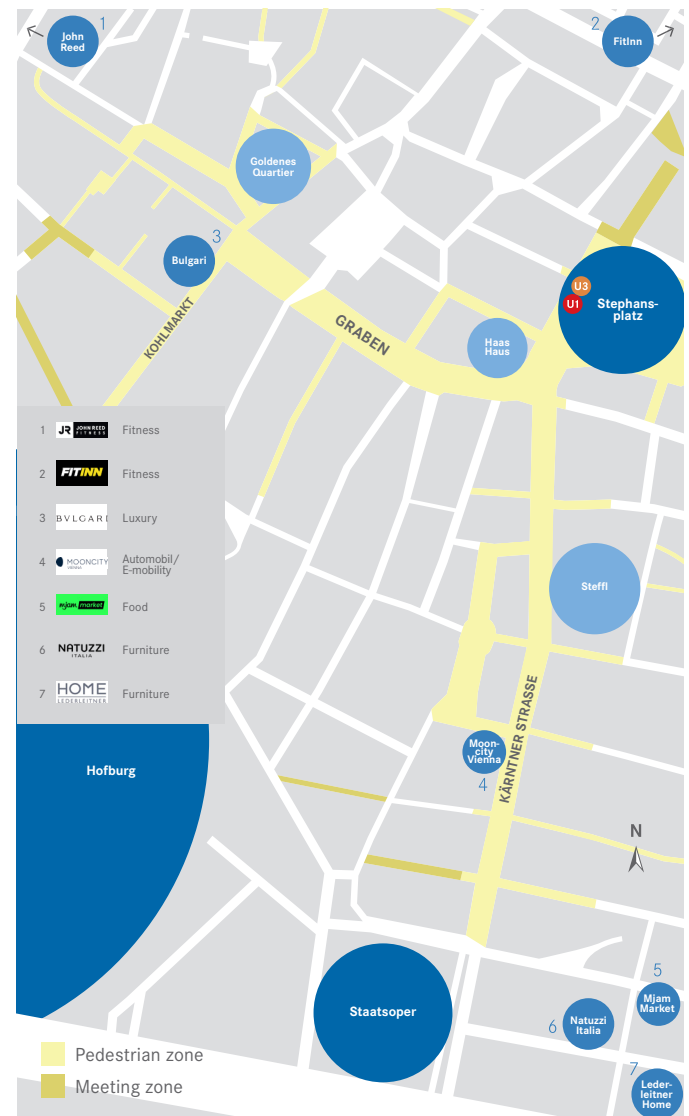 1
John
Reed
2
FitInn
Goldenes
Quartier
3
Bulgari
KOHLMARKT
GRABEN
U3
U1
Stephans-
platz
Haas
Haus
1 JR JOHN REED FITNESS Fitness
2 FITINN Fitness
3 BVLGARI Luxury
4 MOONCITY VIENNA Automobil/
E-mobility
5 mjam market Food
6 NATUZZI ITALIA Furniture
7 HOME LEDERLEITNER Furniture
Steffl
Hofburg
Moon-
city
Vienna
4
KÄRNTNER STRASSE
N
Staatsoper
5
Mjam
Market
6
Natuzzi
Italia
7
Leder-
leitner
Home
Pedestrian zone
Meeting zone